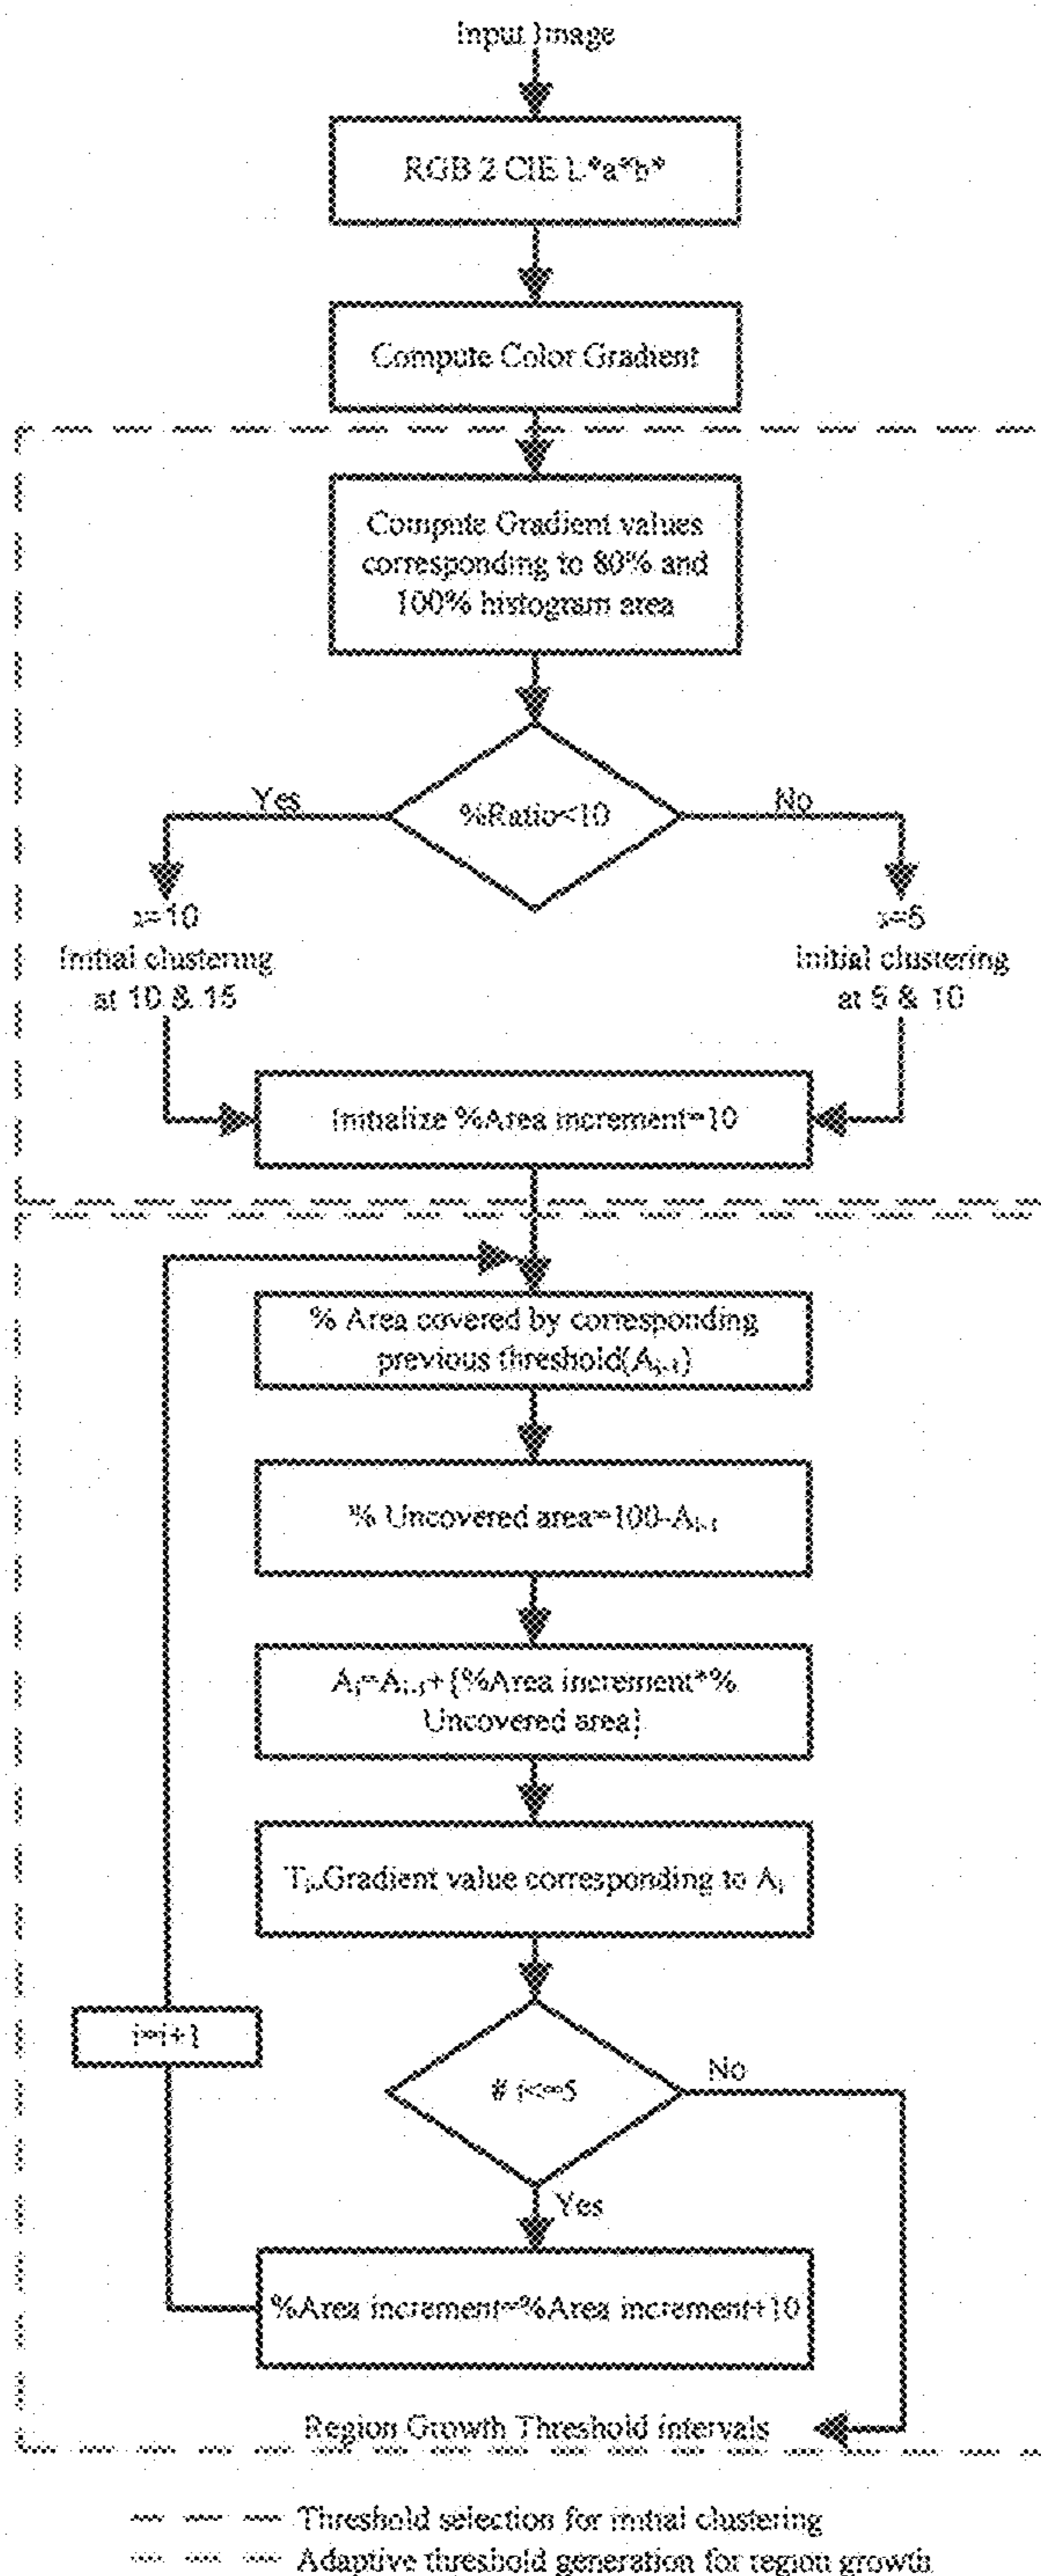 Input Image
RGB 2 CIE L*a*b*
Compute Color Gradient
Compute Gradient values
corresponding to 80% and
100% histogram area
%Ratio<10
Yes
No
=10
Initial clustering
at 10 & 15
=5
Initial clustering
at 5 & 10
Initialize %Area increment=10
% Area covered by corresponding
previous threshold(Ai-1)
% Uncovered area=100-Ai-1
Ai=Ai-1+{%Area increment*%
Uncovered area}
Ti=Gradient value corresponding to Ai
i=i+1
# i<=5
No
Yes
%Area increment=%Area increment+10
Region Growth Threshold intervals
Threshold selection for initial clustering
Adaptive threshold generation for region growth